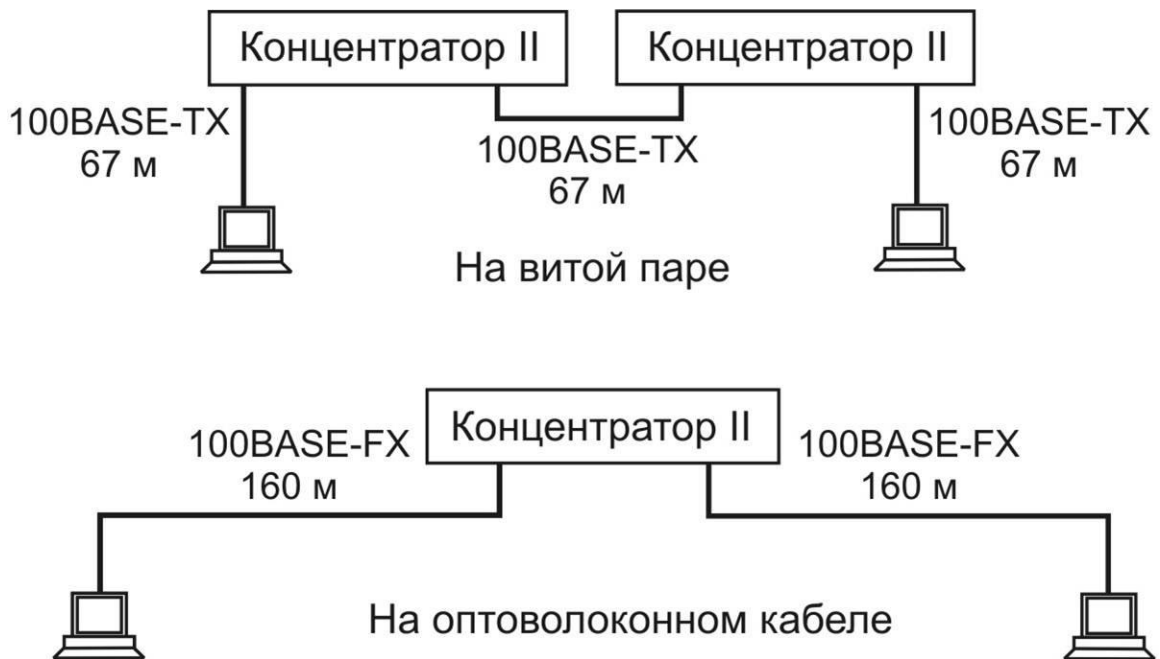 Концентратор II
Концентратор II
100BASE-TX
67 м
100BASE-TX
67 м
100BASE-TX
67 м
На витой паре
Концентратор II
100BASE-FX
160 м
100BASE-FX
160 м
На оптоволоконном кабеле